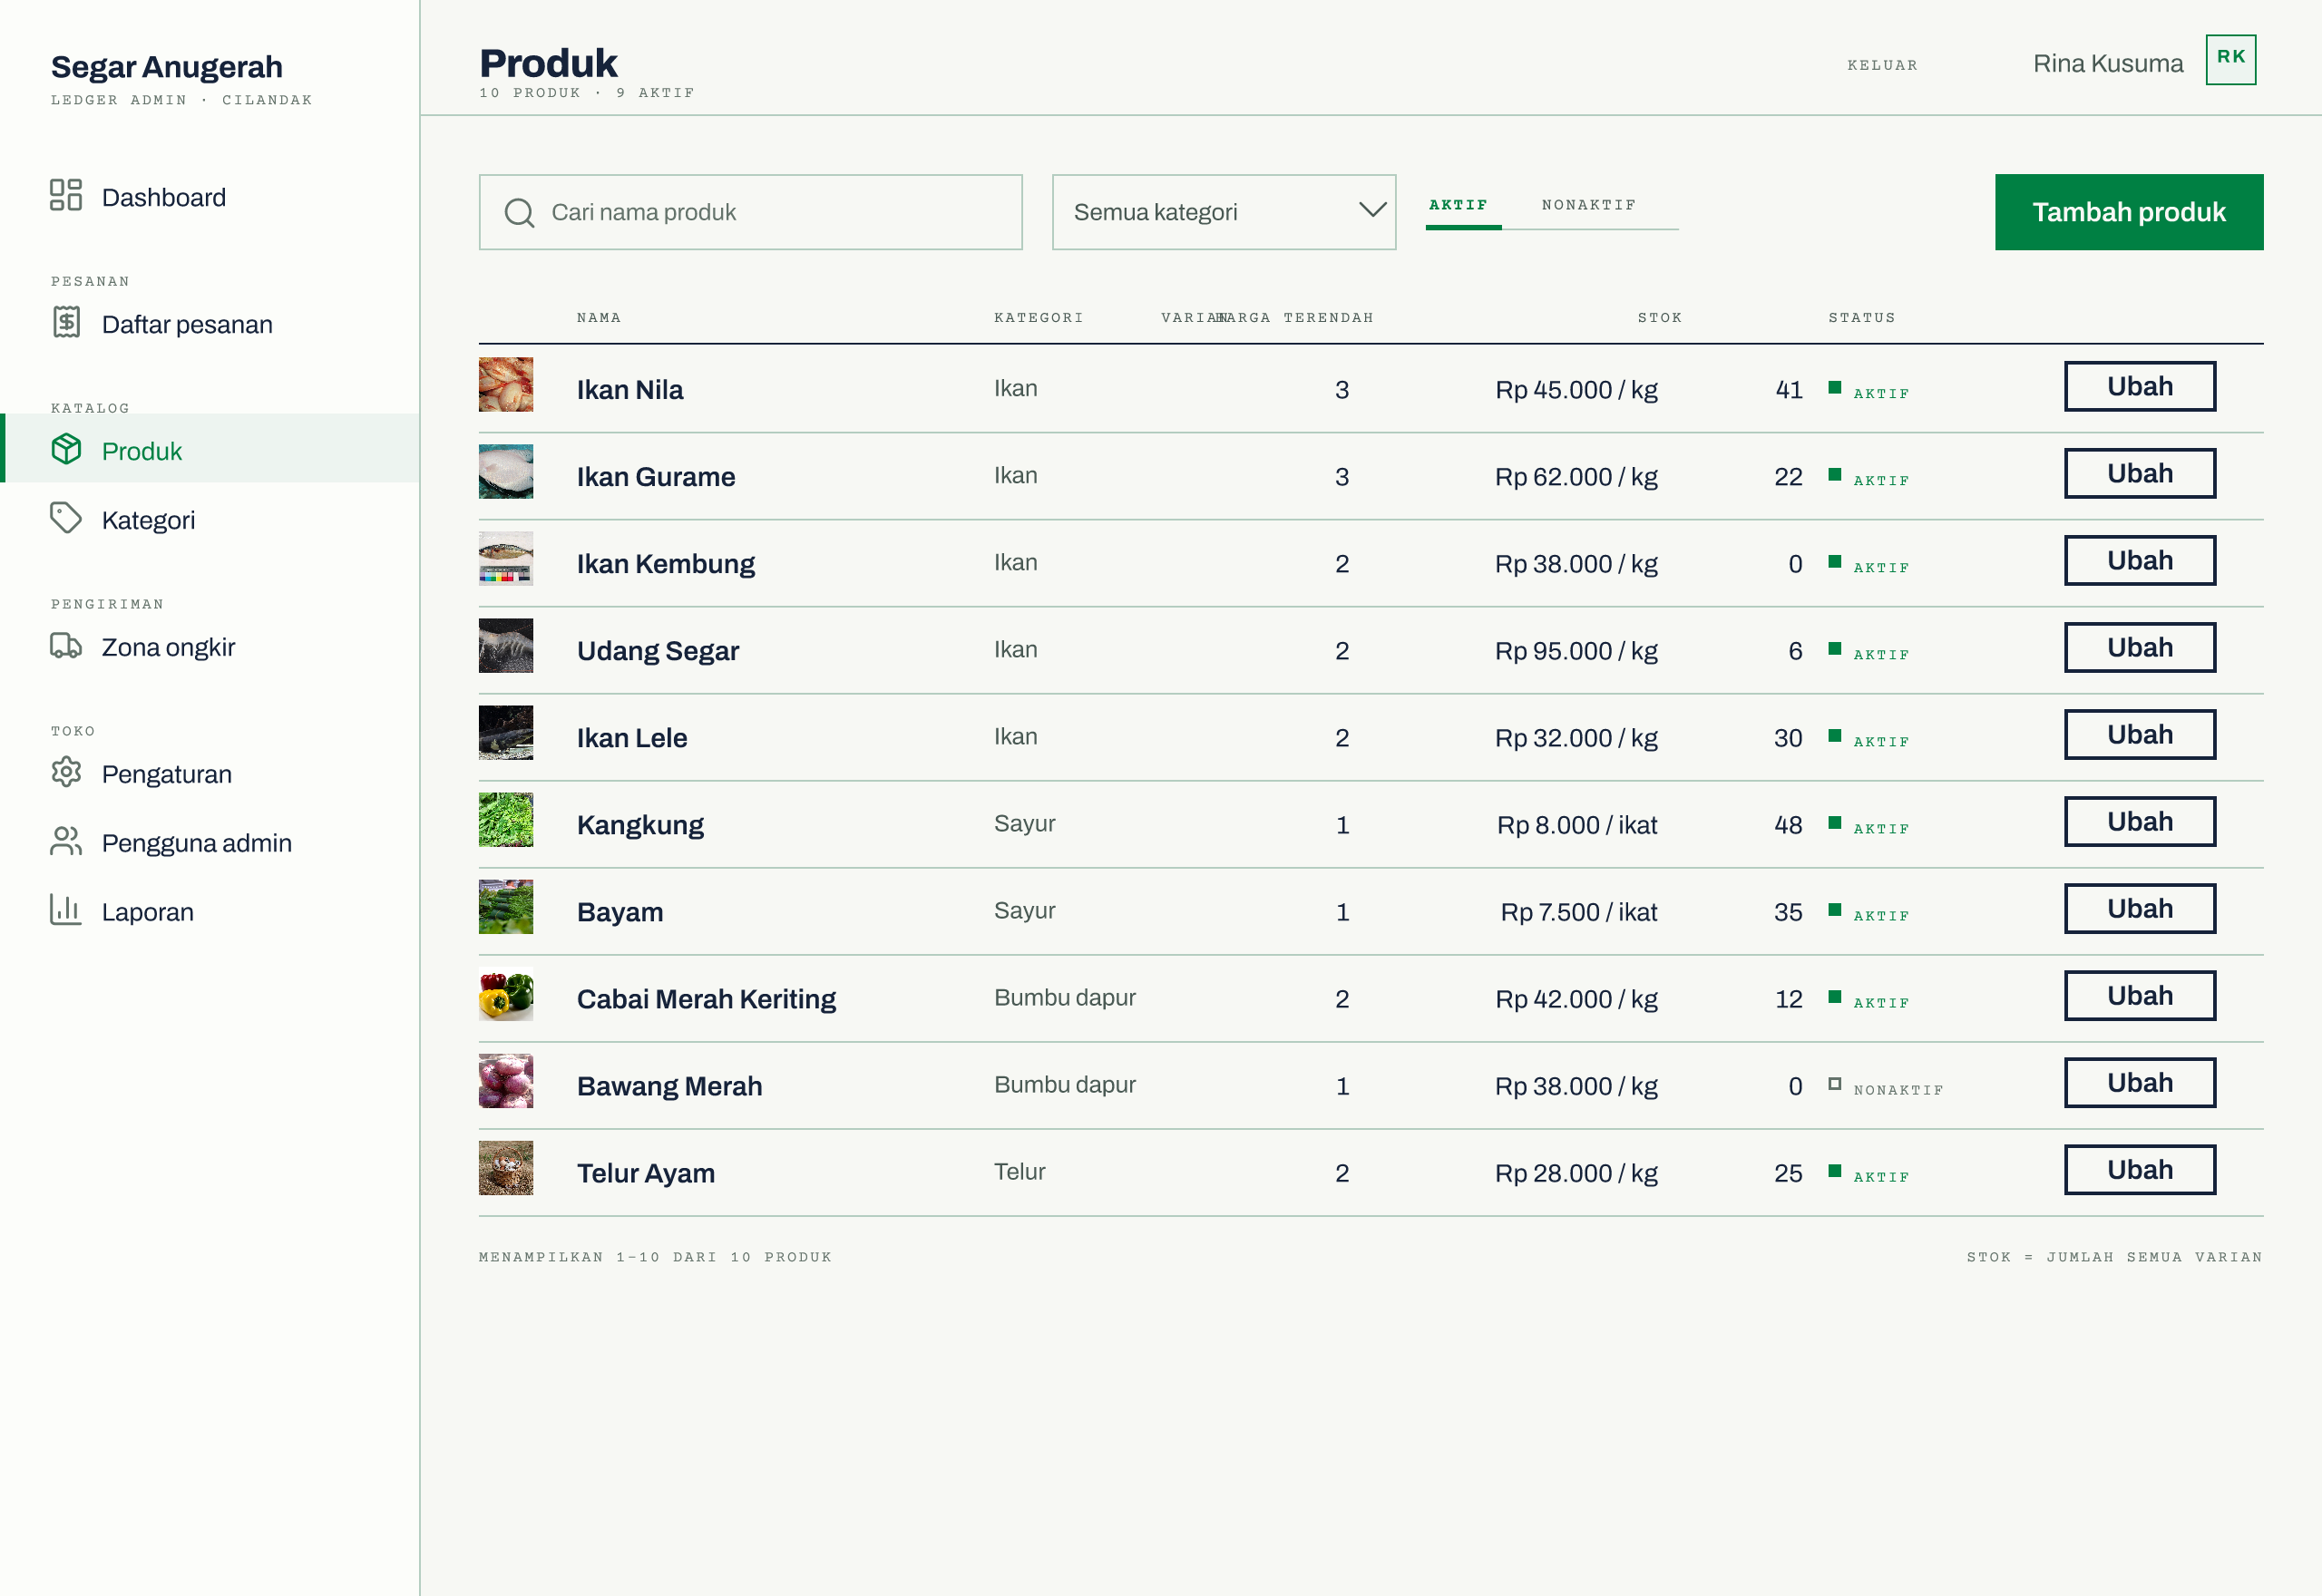 Segar Anugerah
LEDGER ADMIN · CILANDAK
Dashboard
PESANAN
Daftar pesanan
KATALOG
Produk
Kategori
PENGIRIMAN
Zona ongkir
TOKO
Pengaturan
Pengguna admin
Laporan
Produk
10 PRODUK · 9 AKTIF
KELUAR
Rina Kusuma
RK
Cari nama produk
Semua kategori
AKTIF
NONAKTIF
Tambah produk
NAMA KATEGORI VARIAN HARGA TERENDAH STOK STATUS
Ikan Nila Ikan 3 Rp 45.000 / kg 41 AKTIF Ubah
Ikan Gurame Ikan 3 Rp 62.000 / kg 22 AKTIF Ubah
Ikan Kembung Ikan 2 Rp 38.000 / kg 0 AKTIF Ubah
Udang Segar Ikan 2 Rp 95.000 / kg 6 AKTIF Ubah
Ikan Lele Ikan 2 Rp 32.000 / kg 30 AKTIF Ubah
Kangkung Sayur 1 Rp 8.000 / ikat 48 AKTIF Ubah
Bayam Sayur 1 Rp 7.500 / ikat 35 AKTIF Ubah
Cabai Merah Keriting Bumbu dapur 2 Rp 42.000 / kg 12 AKTIF Ubah
Bawang Merah Bumbu dapur 1 Rp 38.000 / kg 0 NONAKTIF Ubah
Telur Ayam Telur 2 Rp 28.000 / kg 25 AKTIF Ubah
MENAMPILKAN 1–10 DARI 10 PRODUK
STOK = JUMLAH SEMUA VARIAN